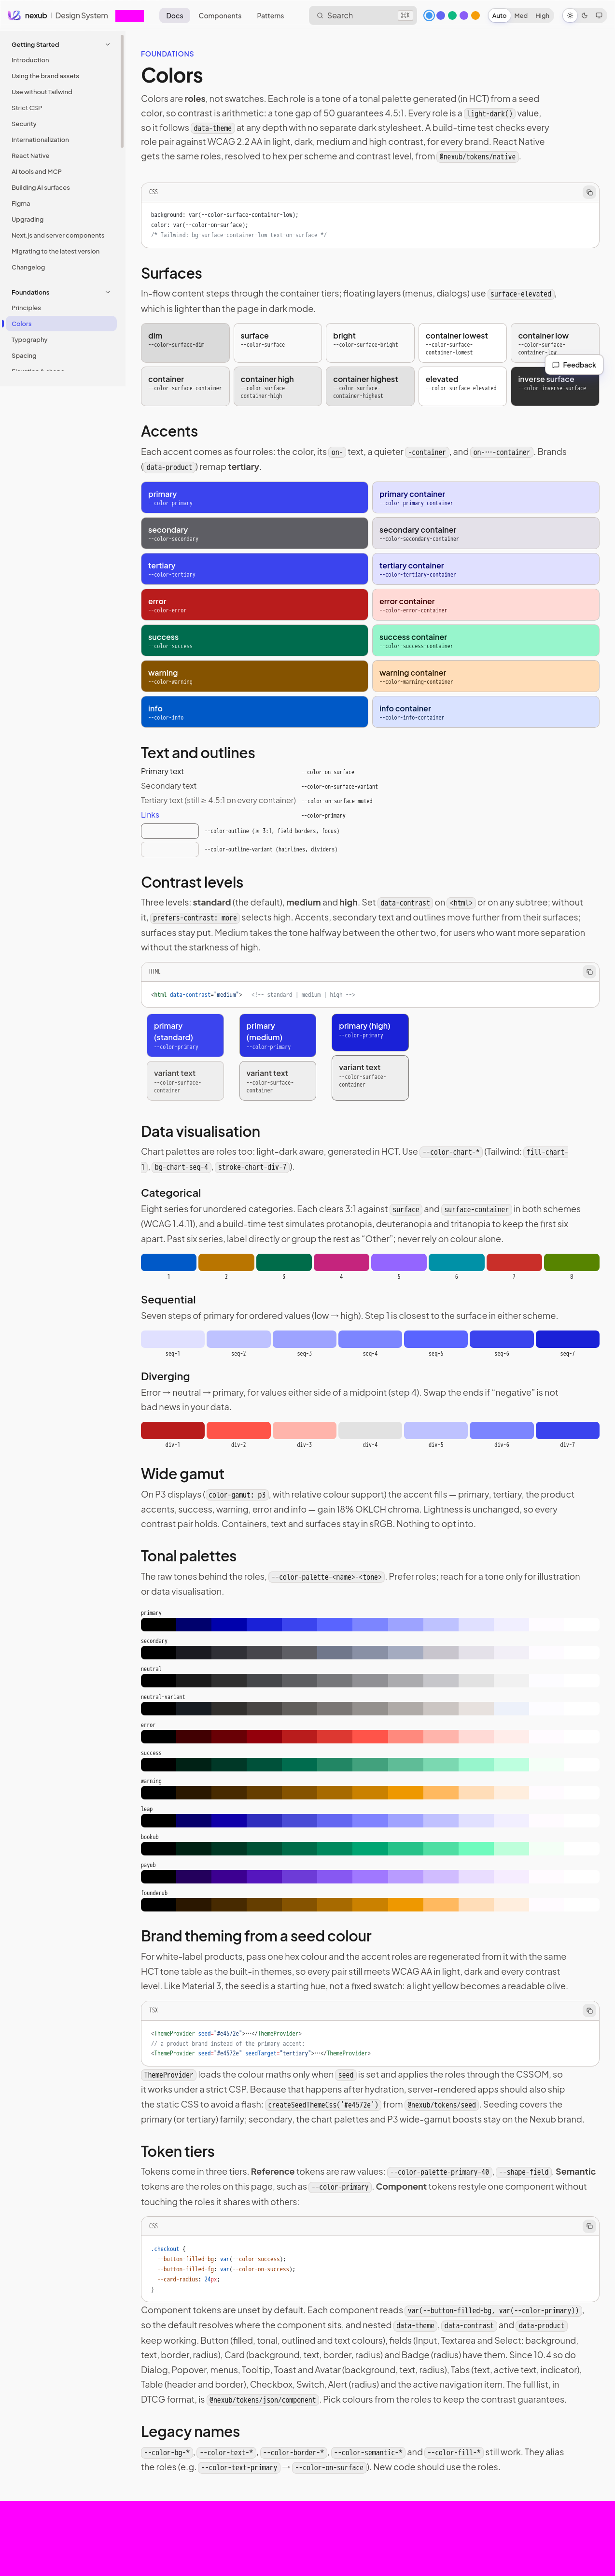 nexub | Design System
Docs
Components
Patterns
Search
⌘K
Auto
Med
High
Getting Started
Introduction
Using the brand assets
Use without Tailwind
Strict CSP
Security
Internationalization
React Native
AI tools and MCP
Building AI surfaces
Figma
Upgrading
Next.js and server components
Migrating to the latest version
Changelog
Foundations
Principles
Colors
Typography
Spacing
FOUNDATIONS
Colors
Colors are roles, not swatches. Each role is a tone of a tonal palette generated (in HCT) from a seed
color, so contrast is arithmetic: a tone gap of 50 guarantees 4.5:1. Every role is a light-dark() value,
so it follows data-theme at any depth with no separate dark stylesheet. A build-time test checks every
role pair against WCAG 2.2 AA in light, dark, medium and high contrast, for every brand. React Native
gets the same roles, resolved to hex per scheme and contrast level, from @nexub/tokens/native.
CSS
background: var(--color-surface-container-low);
color: var(--color-on-surface);
/* Tailwind: bg-surface-container-low text-on-surface */
Surfaces
In-flow content steps through the container tiers; floating layers (menus, dialogs) use surface-elevated,
which is lighter than the page in dark mode.
dim
--color-surface-dim
surface
--color-surface
bright
--color-surface-bright
container lowest
--color-surface-
container-lowest
container low
--color-surface-
container-low
Feedback
container
--color-surface-container
container high
--color-surface-
container-high
container highest
--color-surface-
container-highest
elevated
--color-surface-elevated
inverse surface
--color-inverse-surface
Accents
Each accent comes as four roles: the color, its on- text, a quieter -container, and on-…-container. Brands
(data-product) remap tertiary.
primary
--color-primary
primary container
--color-primary-container
secondary
--color-secondary
secondary container
--color-secondary-container
tertiary
--color-tertiary
tertiary container
--color-tertiary-container
error
--color-error
error container
--color-error-container
success
--color-success
success container
--color-success-container
warning
--color-warning
warning container
--color-warning-container
info
--color-info
info container
--color-info-container
Text and outlines
Primary text --color-on-surface
Secondary text --color-on-surface-variant
Tertiary text (still ≥ 4.5:1 on every container) --color-on-surface-muted
Links --color-primary
--color-outline (≥ 3:1, field borders, focus)
--color-outline-variant (hairlines, dividers)
Contrast levels
Three levels: standard (the default), medium and high. Set data-contrast on <html> or on any subtree; without
it, prefers-contrast: more selects high. Accents, secondary text and outlines move further from their surfaces;
surfaces stay put. Medium takes the tone halfway between the other two, for users who want more separation
without the starkness of high.
HTML
<html data-contrast="medium"> <!-- standard | medium | high -->
primary
(standard)
--color-primary
primary
(medium)
--color-primary
primary (high)
--color-primary
variant text
--color-surface-
container
variant text
--color-surface-
container
variant text
--color-surface-
container
Data visualisation
Chart palettes are roles too: light-dark aware, generated in HCT. Use --color-chart-* (Tailwind: fill-chart-
1, bg-chart-seq-4, stroke-chart-div-7).
Categorical
Eight series for unordered categories. Each clears 3:1 against surface and surface-container in both schemes
(WCAG 1.4.11), and a build-time test simulates protanopia, deuteranopia and tritanopia to keep the first six
apart. Past six series, label directly or group the rest as “Other”; never rely on colour alone.
1 2 3 4 5 6 7 8
Sequential
Seven steps of primary for ordered values (low → high). Step 1 is closest to the surface in either scheme.
seq-1 seq-2 seq-3 seq-4 seq-5 seq-6 seq-7
Diverging
Error → neutral → primary, for values either side of a midpoint (step 4). Swap the ends if “negative” is not
bad news in your data.
div-1 div-2 div-3 div-4 div-5 div-6 div-7
Wide gamut
On P3 displays (color-gamut: p3, with relative colour support) the accent fills — primary, tertiary, the product
accents, success, warning, error and info — gain 18% OKLCH chroma. Lightness is unchanged, so every
contrast pair holds. Containers, text and surfaces stay in sRGB. Nothing to opt into.
Tonal palettes
The raw tones behind the roles, --color-palette-<name>-<tone>. Prefer roles; reach for a tone only for illustration
or data visualisation.
primary
secondary
neutral
neutral-variant
error
success
warning
leap
bookub
payub
founderub
Brand theming from a seed colour
For white-label products, pass one hex colour and the accent roles are regenerated from it with the same
HCT tone table as the built-in themes, so every pair still meets WCAG AA in light, dark and every contrast
level. Like Material 3, the seed is a starting hue, not a fixed swatch: a light yellow becomes a readable olive.
TSX
<ThemeProvider seed="#e4572e">…</ThemeProvider>
// a product brand instead of the primary accent:
<ThemeProvider seed="#e4572e" seedTarget="tertiary">…</ThemeProvider>
ThemeProvider loads the colour maths only when seed is set and applies the roles through the CSSOM, so
it works under a strict CSP. Because that happens after hydration, server-rendered apps should also ship
the static CSS to avoid a flash: createSeedThemeCss('#e4572e') from @nexub/tokens/seed. Seeding covers the
primary (or tertiary) family; secondary, the chart palettes and P3 wide-gamut boosts stay on the Nexub brand.
Token tiers
Tokens come in three tiers. Reference tokens are raw values: --color-palette-primary-40, --shape-field. Semantic
tokens are the roles on this page, such as --color-primary. Component tokens restyle one component without
touching the roles it shares with others:
CSS
.checkout {
--button-filled-bg: var(--color-success);
--button-filled-fg: var(--color-on-success);
--card-radius: 24px;
}
Component tokens are unset by default. Each component reads var(--button-filled-bg, var(--color-primary)),
so the default resolves where the component sits, and nested data-theme, data-contrast and data-product
keep working. Button (filled, tonal, outlined and text colours), fields (Input, Textarea and Select: background,
text, border, radius), Card (background, text, border, radius) and Badge (radius) have them. Since 10.4 so do
Dialog, Popover, menus, Tooltip, Toast and Avatar (background, text, radius), Tabs (text, active text, indicator),
Table (header and border), Checkbox, Switch, Alert (radius) and the active navigation item. The full list, in
DTCG format, is @nexub/tokens/json/component. Pick colours from the roles to keep the contrast guarantees.
Legacy names
--color-bg-*, --color-text-*, --color-border-*, --color-semantic-* and --color-fill-* still work. They alias
the roles (e.g. --color-text-primary → --color-on-surface). New code should use the roles.